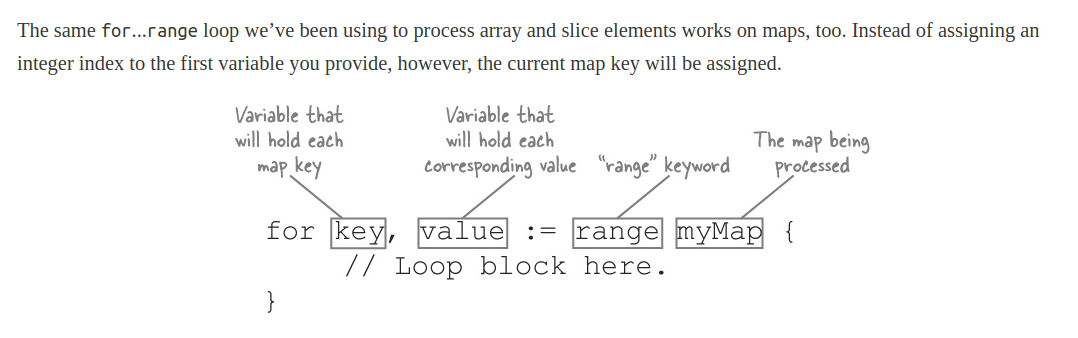 The same for...range loop we’ve been using to process array and slice elements works on maps, too. Instead of assigning an
integer index to the first variable you provide, however, the current map key will be assigned.
Variable that
will hold each
map key
Variable that
will hold each
corresponding value
"range" keyword
The map being
processed
for key, value := range myMap {
// Loop block here.
}